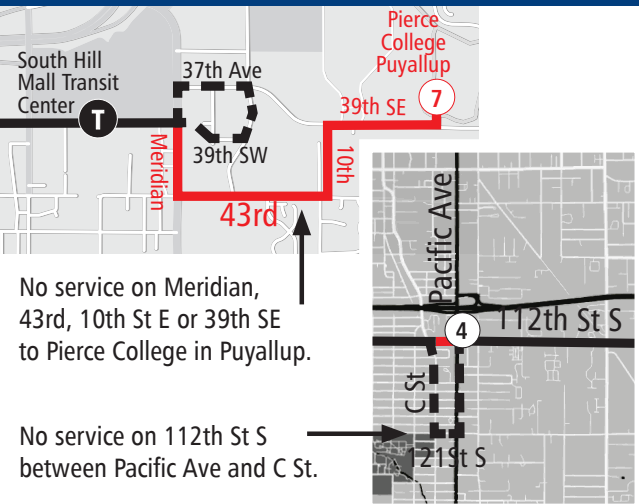 South Hill
Mall Transit
Center
T
37th Ave
39th SW
Meridian
43rd
10th
39th SE
Pierce
College
Puyallup
7
No service on Meridian,
43rd, 10th St E or 39th SE
to Pierce College in Puyallup.
Pacific Ave
4
112th St S
C St
121St S
No service on 112th St S
between Pacific Ave and C St.